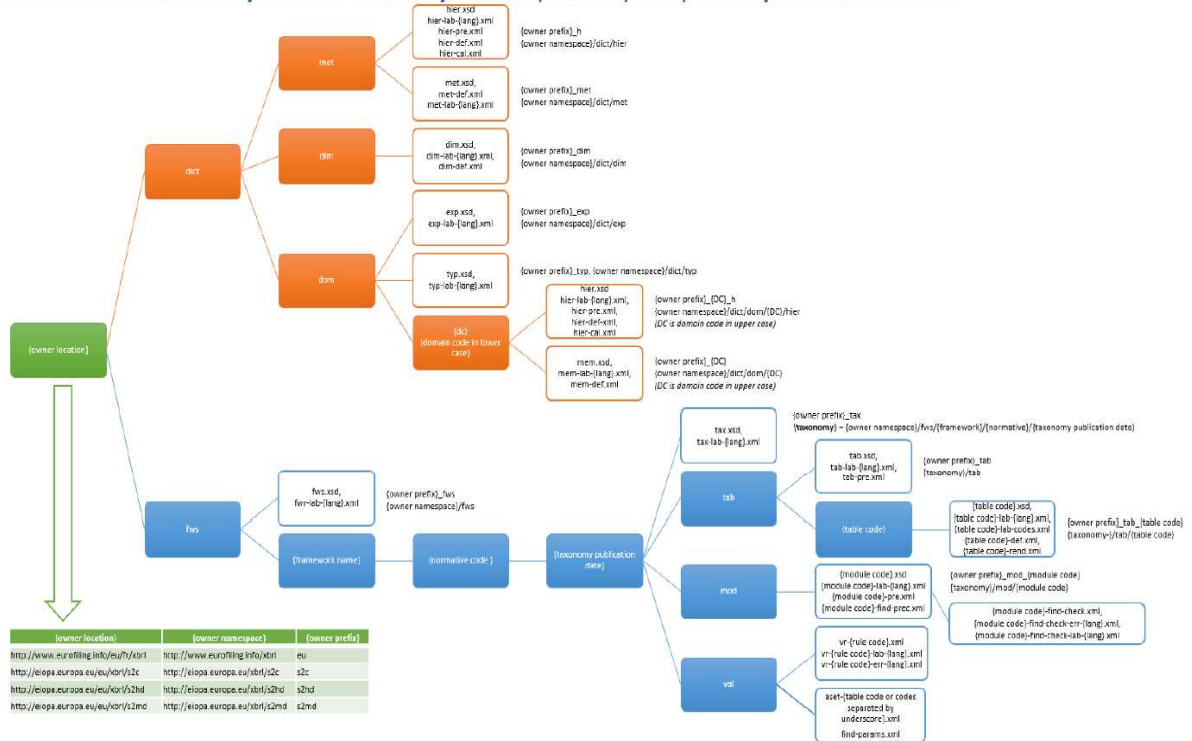 hier.xsd
hier-lab-{lang}.xml
hier-pre.xml
hier-def.xml
hier-cal.xml
{owner prefix}_h
{owner namespace}/dict/hier
met
met.xsd,
met-def.xml
met-lab-{lang}.xml
{owner prefix}_met
{owner namespace}/dict/met
dict
dim
dim.xsd,
dim-lab-{lang}.xml,
dim-def.xml
{owner prefix}_dim
{owner namespace}/dict/dim
exp.xsd,
exp-lab-{lang}.xml
{owner prefix}_exp
{owner namespace}/dict/exp
dom
typ.xsd,
typ-lab-{lang}.xml
{owner prefix}_typ, {owner namespace}/dict/typ
{dc}
(domain code in lower
case)
hier.xsd
hier-lab-{lang}.xml,
hier-pre.xml,
hier-def-xml,
hier-cal.xml
{owner prefix}_{DC}_h
{owner namespace}/dict/dom/{DC}/hier
(DC is domain code in upper case)
mem.xsd,
mem-lab-{lang}.xml,
mem-def.xml
{owner prefix}_{DC}
{owner namespace}/dict/dom/{DC}
(DC is domain code in upper case)
{owner location}
fws
fws.xsd,
fwr-lab-{lang}.xml
{owner prefix}_fws
{owner namespace}/fws
{framework name}
{normative code }
{taxonomy publication
date}
tax.xsd,
tax-lab-{lang}.xml
{owner prefix}_tax
{taxonomy} = {owner namespace}/fws/{framework}/{normative}/{taxonomy publication date}
tab
tab.xsd,
tab-lab-{lang}.xml,
tab-pre.xml
{owner prefix}_tab
{taxonomy}/tab
{table code}
{table code}.xsd,
{table code}-lab-{lang}.xml,
{table code}-lab-codes.xml
{table code}-def.xml,
{table code}-rend.xml
{owner prefix}_tab_{table code}
{taxonomy-}/tab/{table code}
mod
{module code}.xsd
{module code}-lab-{lang}.xml
{module code}-pre.xml
{module code}-find-prec.xml
{owner prefix}_mod_{module code}
{taxonomy}/mod/{module code}
{module code}-find-check.xml,
{module code}-find-check-err-{lang}.xml,
{module code}-find-check-lab-{lang}.xml
val
vr-{rule code}.xml
vr-{rule code}-lab-{lang}.xml
vr-{rule code}-err-{lang}.xml
aset-{table code or codes
separated by
underscore}.xml
find-params.xml
{owner location} {owner namespace} {owner prefix}
http://www.eurofiling.info/eu/fr/xbrl http://www.eurofiling.info/xbrl eu
http://eiopa.europa.eu/eu/xbrl/s2c http://eiopa.europa.eu/xbrl/s2c s2c
http://eiopa.europa.eu/eu/xbrl/s2hd http://eiopa.europa.eu/xbrl/s2hd s2hd
http://eiopa.europa.eu/eu/xbrl/s2md http://eiopa.europa.eu/xbrl/s2md s2md